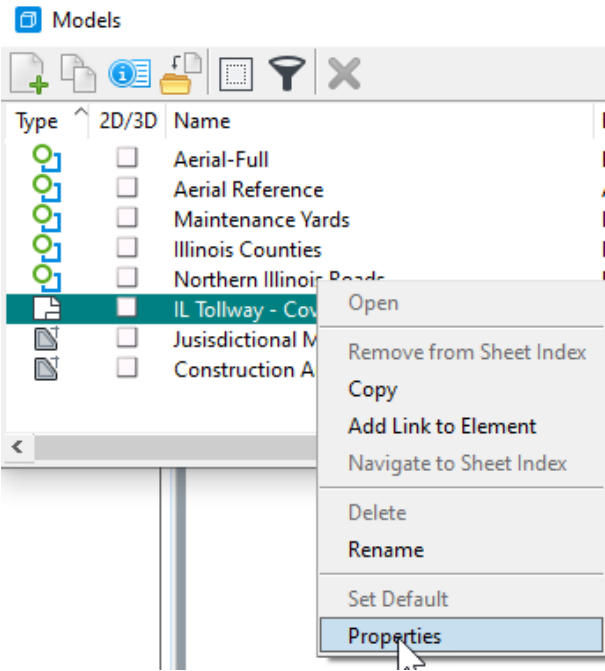 Models
Type 2D/3D Name
Aerial-Full
Aerial Reference
Maintenance Yards
Illinois Counties
Northern Illinois Roads
IL Tollway - Cov
Jusisdictional M
Construction A
Open
Remove from Sheet Index
Copy
Add Link to Element
Navigate to Sheet Index
Delete
Rename
Set Default
Properties